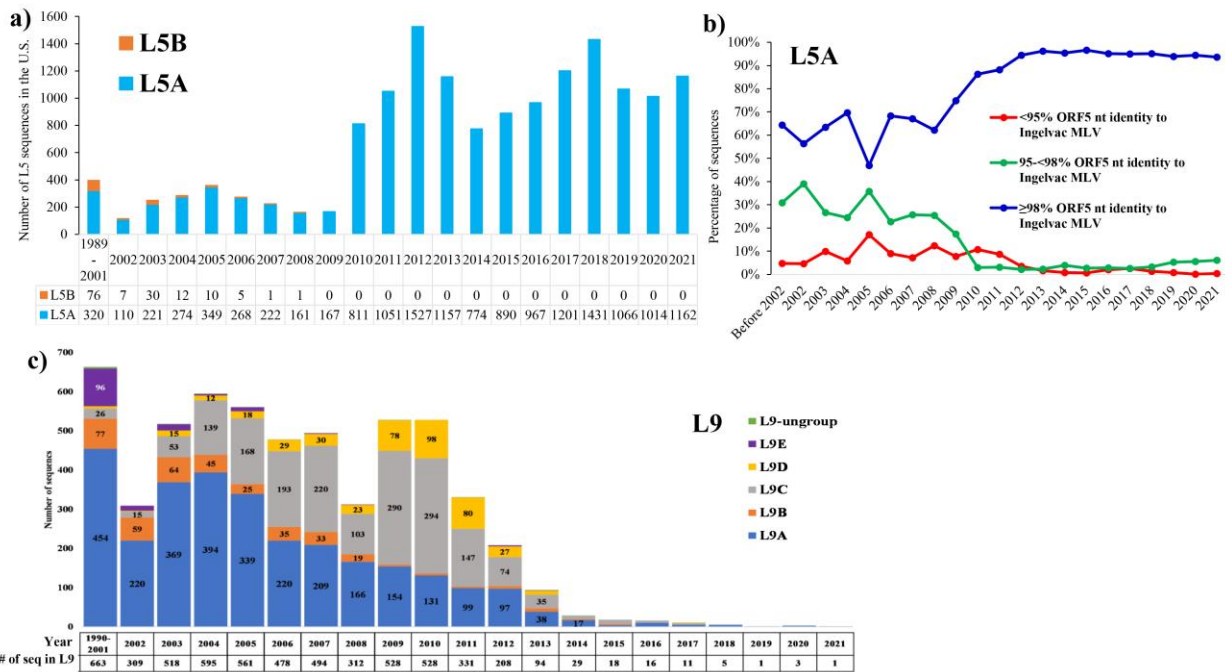 a)
L5B
L5A
Number of L5 sequences in the U.S.
1600
1400
1200
1000
800
600
400
200
0
1989 - 2001 2002 2003 2004 2005 2006 2007 2008 2009 2010 2011 2012 2013 2014 2015 2016 2017 2018 2019 2020 2021
L5B 76 7 30 12 10 5 1 1 0 0 0 0 0 0 0 0 0 0 0 0 0
L5A 320 110 221 274 349 268 222 161 167 811 1051 1527 1157 774 890 967 1201 1431 1066 1014 1162
b)
L5A
Percentage of sequences
100%
90%
80%
70%
60%
50%
40%
30%
20%
10%
0%
<95% ORF5 nt identity to
Ingelvac MLV
95-<98% ORF5 nt identity to
Ingelvac MLV
≥98% ORF5 nt identity to
Ingelvac MLV
Before 2002 2002 2003 2004 2005 2006 2007 2008 2009 2010 2011 2012 2013 2014 2015 2016 2017 2018 2019 2020 2021
c)
L9
Number of sequences
700
600
500
400
300
200
100
0
96
26
77
454
15
59
220
15
53
64
369
12
139
45
394
18
168
25
339
29
193
35
220
30
220
33
209
23
103
19
166
78
290
154
98
294
131
80
147
99
27
74
97
35
38
17
L9-ungroup
L9E
L9D
L9C
L9B
L9A
Year 1990-2001 2002 2003 2004 2005 2006 2007 2008 2009 2010 2011 2012 2013 2014 2015 2016 2017 2018 2019 2020 2021
# of seq in L9 663 309 518 595 561 478 494 312 528 528 331 208 94 29 18 16 11 5 1 3 1